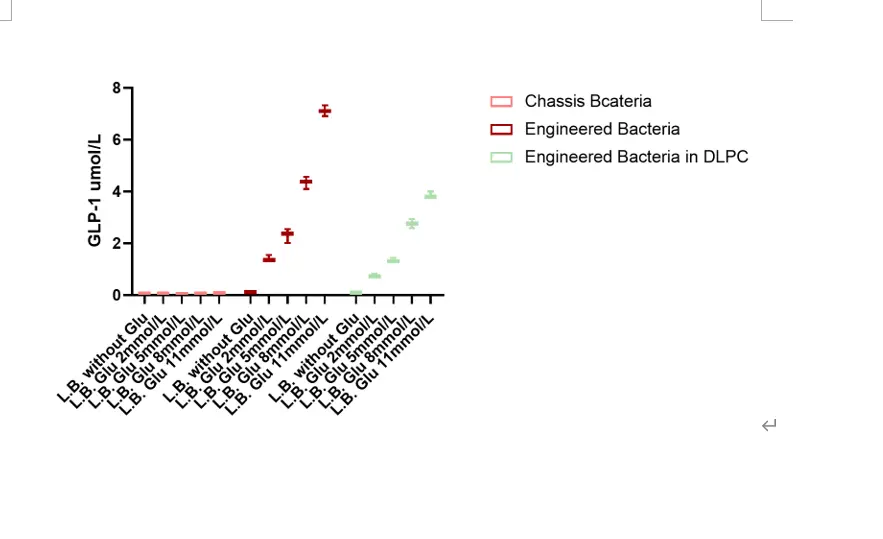 8
6
4
2
0
GLP-1 umol/L
Chassis Bcateria
Engineered Bacteria
Engineered Bacteria in DLPC
L.B. without Glu
L.B. Glu 2mmol/L
L.B. Glu 5mmol/L
L.B. Glu 8mmol/L
L.B. Glu 11mmol/L
L.B. without Glu
L.B. Glu 2mmol/L
L.B. Glu 5mmol/L
L.B. Glu 8mmol/L
L.B. Glu 11mmol/L
L.B. without Glu
L.B. Glu 2mmol/L
L.B. Glu 5mmol/L
L.B. Glu 8mmol/L
L.B. Glu 11mmol/L